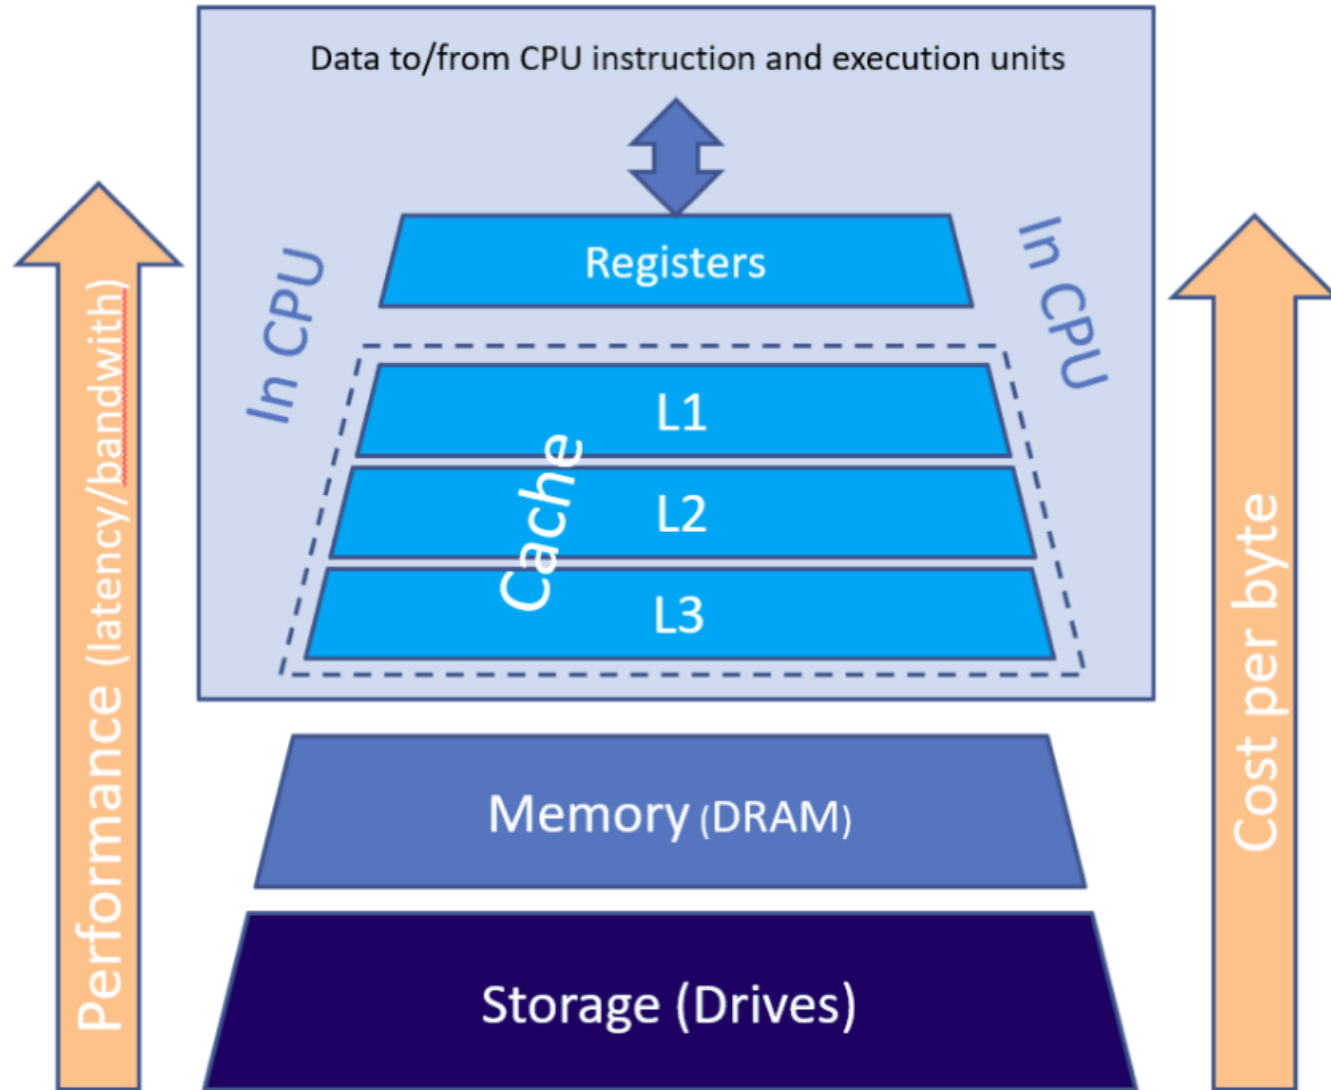 Data to/from CPU instruction and execution units
Registers
In CPU
In CPU
L1
L2
L3
Cache
Memory (DRAM)
Storage (Drives)
Performance (latency/bandwith)
Cost per byte